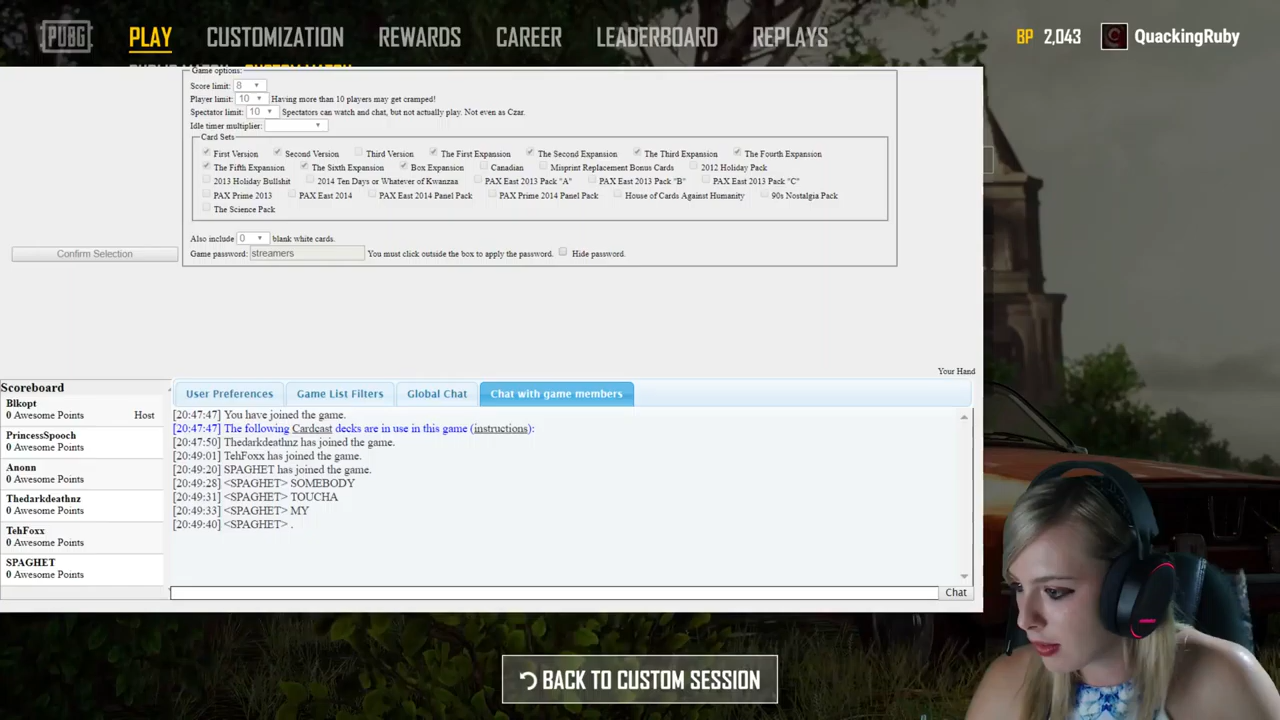 PUBG PLAY CUSTOMIZATION REWARDS CAREER LEADERBOARD REPLAYS BP 2,043 QuackingRuby
Game options:
Score limit: 8
Player limit: 10 Having more than 10 players may get cramped!
Spectator limit: 10 Spectators can watch and chat, but not actually play. Not even as Czar.
Idle timer multiplier:
Card Sets
First Version Second Version Third Version The First Expansion The Second Expansion The Third Expansion The Fourth Expansion
The Fifth Expansion The Sixth Expansion Box Expansion Canadian Misprint Replacement Bonus Cards 2012 Holiday Pack
2013 Holiday Bullshit 2014 Ten Days or Whatever of Kwanzaa PAX East 2013 Pack "A" PAX East 2013 Pack "B" PAX East 2013 Pack "C"
PAX Prime 2013 PAX East 2014 PAX East 2014 Panel Pack PAX Prime 2014 Panel Pack House of Cards Against Humanity 90s Nostalgia Pack
The Science Pack
Also include 0 blank white cards.
Confirm Selection Game password: streamers You must click outside the box to apply the password. Hide password.
Your Hand
Scoreboard
Blkopt
0 Awesome Points Host
PrincessSpooch
0 Awesome Points
Anonn
0 Awesome Points
Thedarkdeathnz
0 Awesome Points
TehFoxx
0 Awesome Points
SPAGHET
0 Awesome Points
User Preferences Game List Filters Global Chat Chat with game members
[20:47:47] You have joined the game.
[20:47:47] The following Cardcast decks are in use in this game (instructions):
[20:47:50] Thedarkdeathnz has joined the game.
[20:49:01] TehFoxx has joined the game.
[20:49:20] SPAGHET has joined the game.
[20:49:28] <SPAGHET> SOMEBODY
[20:49:31] <SPAGHET> TOUCHA
[20:49:33] <SPAGHET> MY
[20:49:40] <SPAGHET> .
Chat
BACK TO CUSTOM SESSION